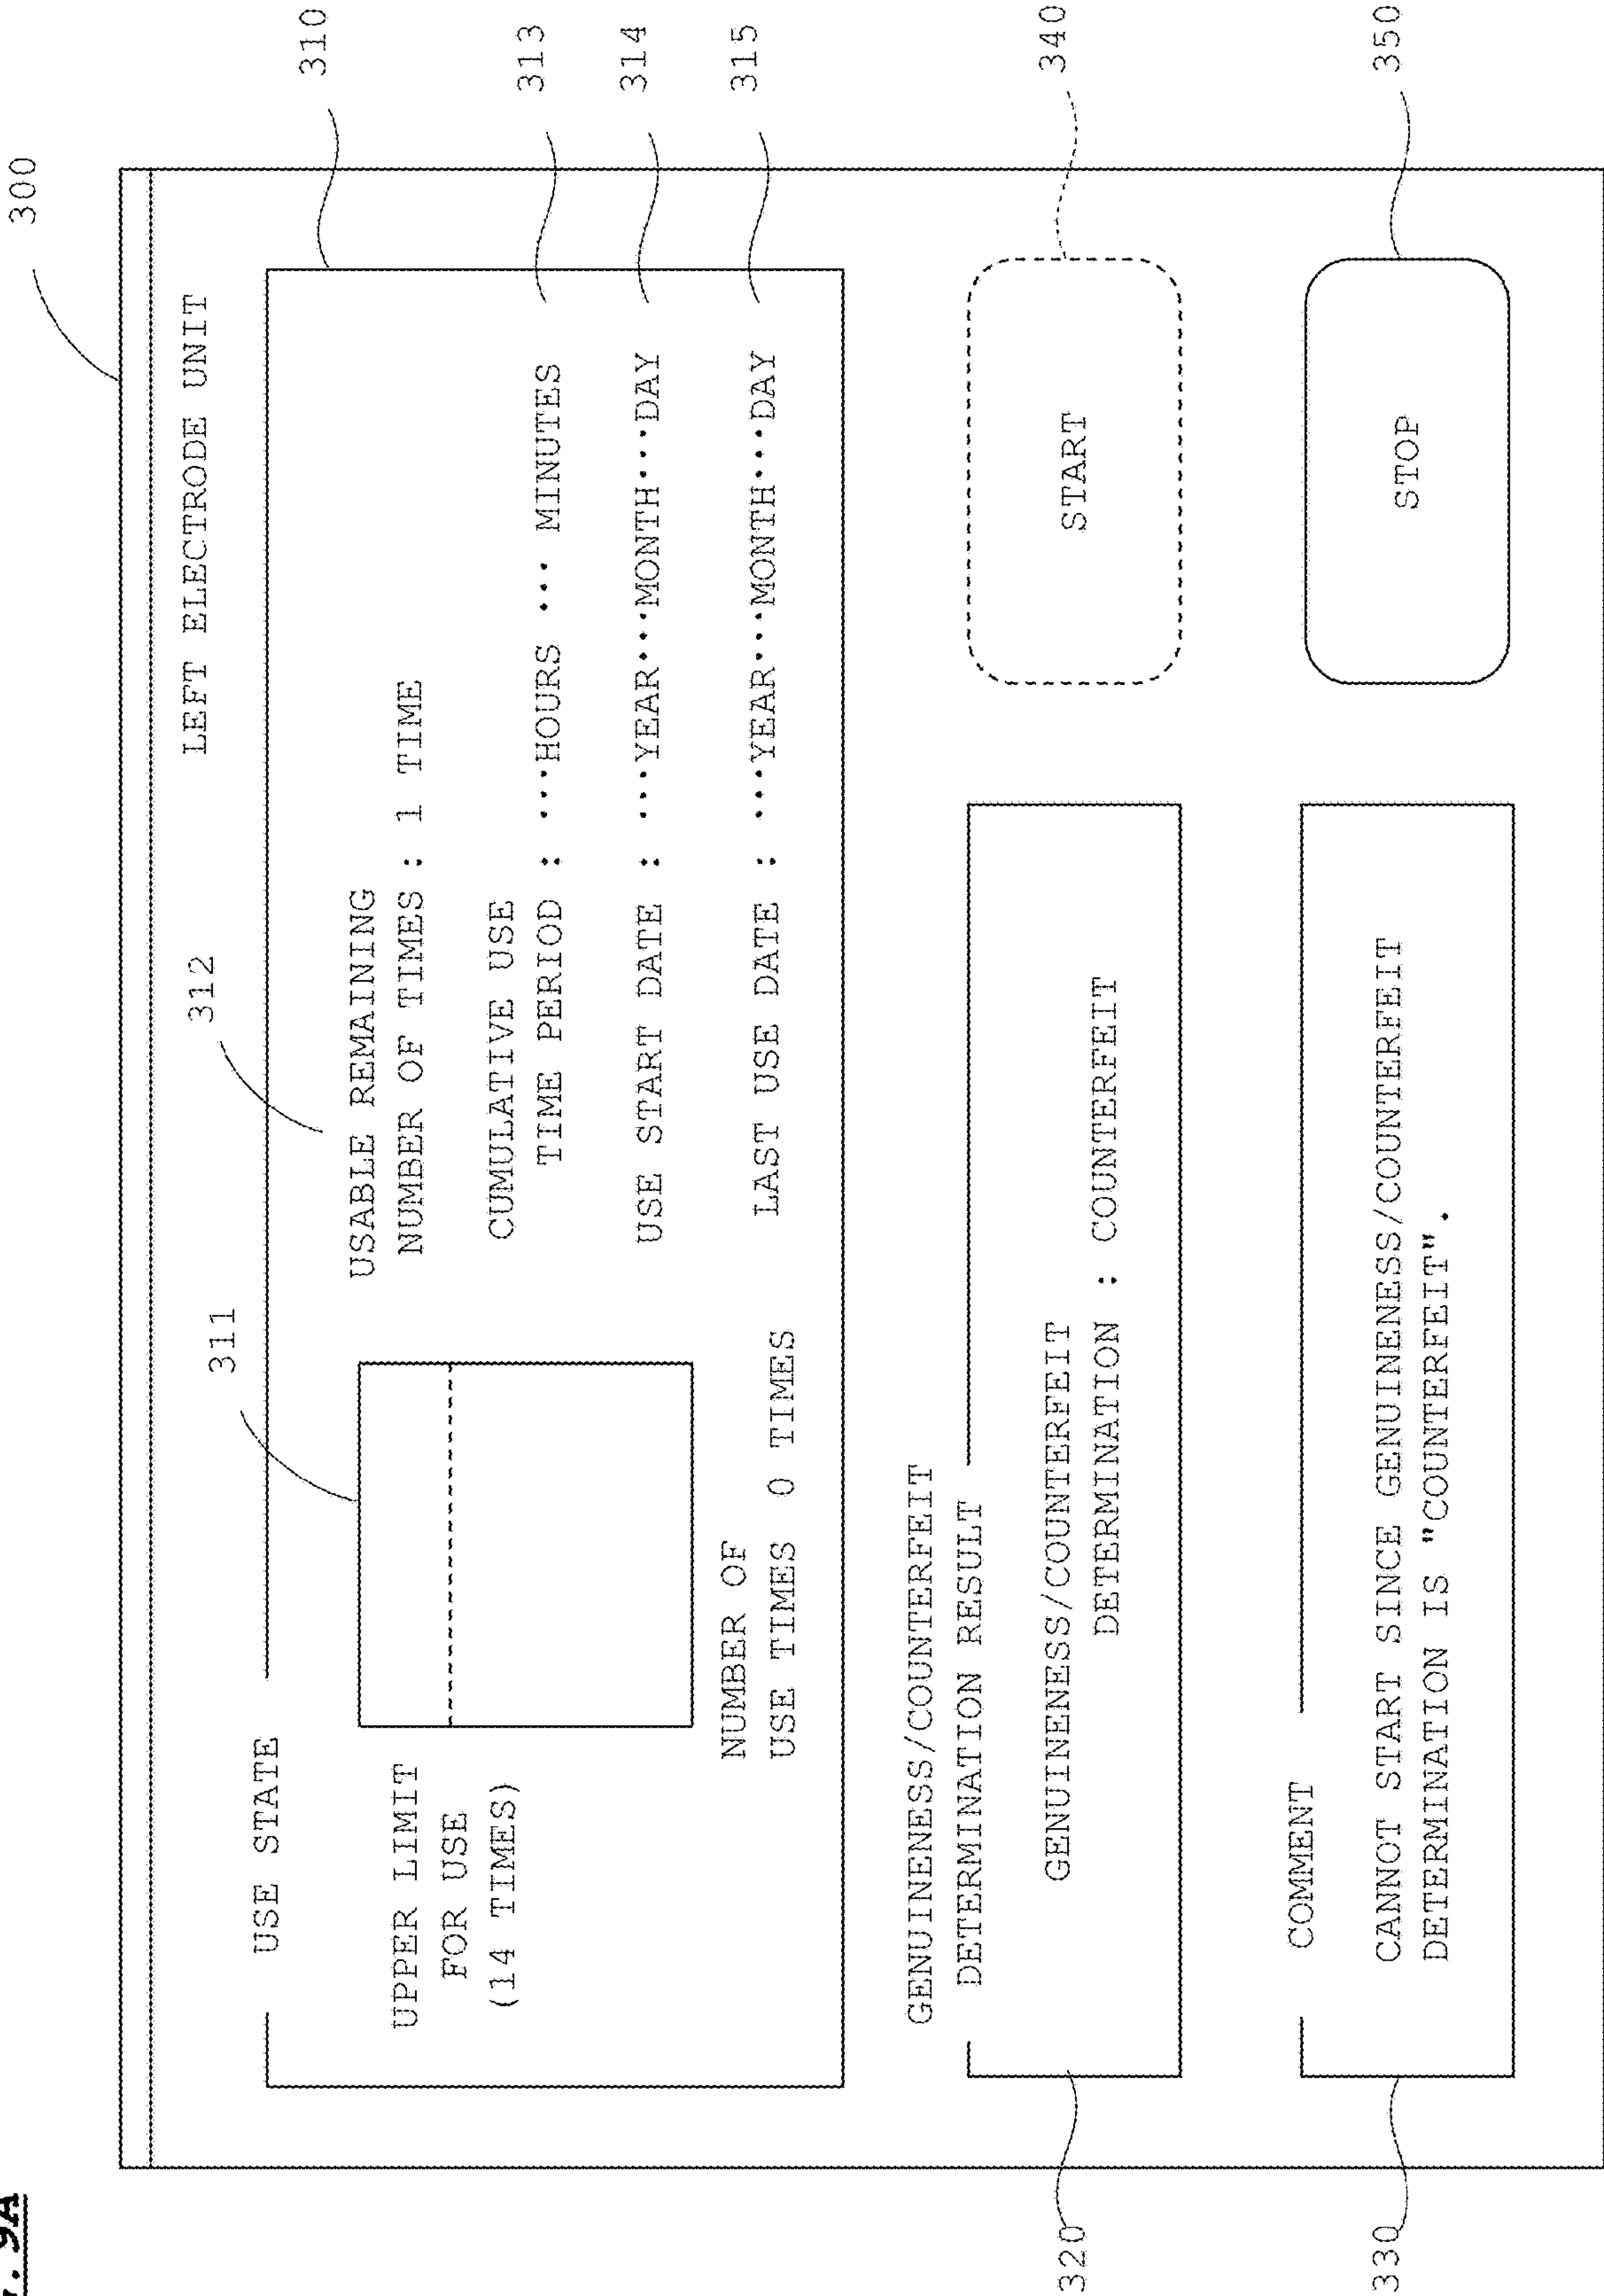 . 9A
300
LEFT ELECTRODE UNIT
310
USE STATE
311
312
UPPER LIMIT
FOR USE
(14 TIMES)
USABLE REMAINING
NUMBER OF TIMES : 1 TIME
CUMULATIVE USE
TIME PERIOD : ···HOURS ··· MINUTES
313
USE START DATE : ···YEAR···MONTH···DAY
314
NUMBER OF
USE TIMES 0 TIMES
LAST USE DATE : ···YEAR···MONTH···DAY
315
GENUINENESS/COUNTERFEIT
DETERMINATION RESULT
GENUINENESS/COUNTERFEIT
DETERMINATION : COUNTERFEIT
320
START
340
COMMENT
CANNOT START SINCE GENUINENESS/COUNTERFEIT
DETERMINATION IS "COUNTERFEIT".
330
STOP
350